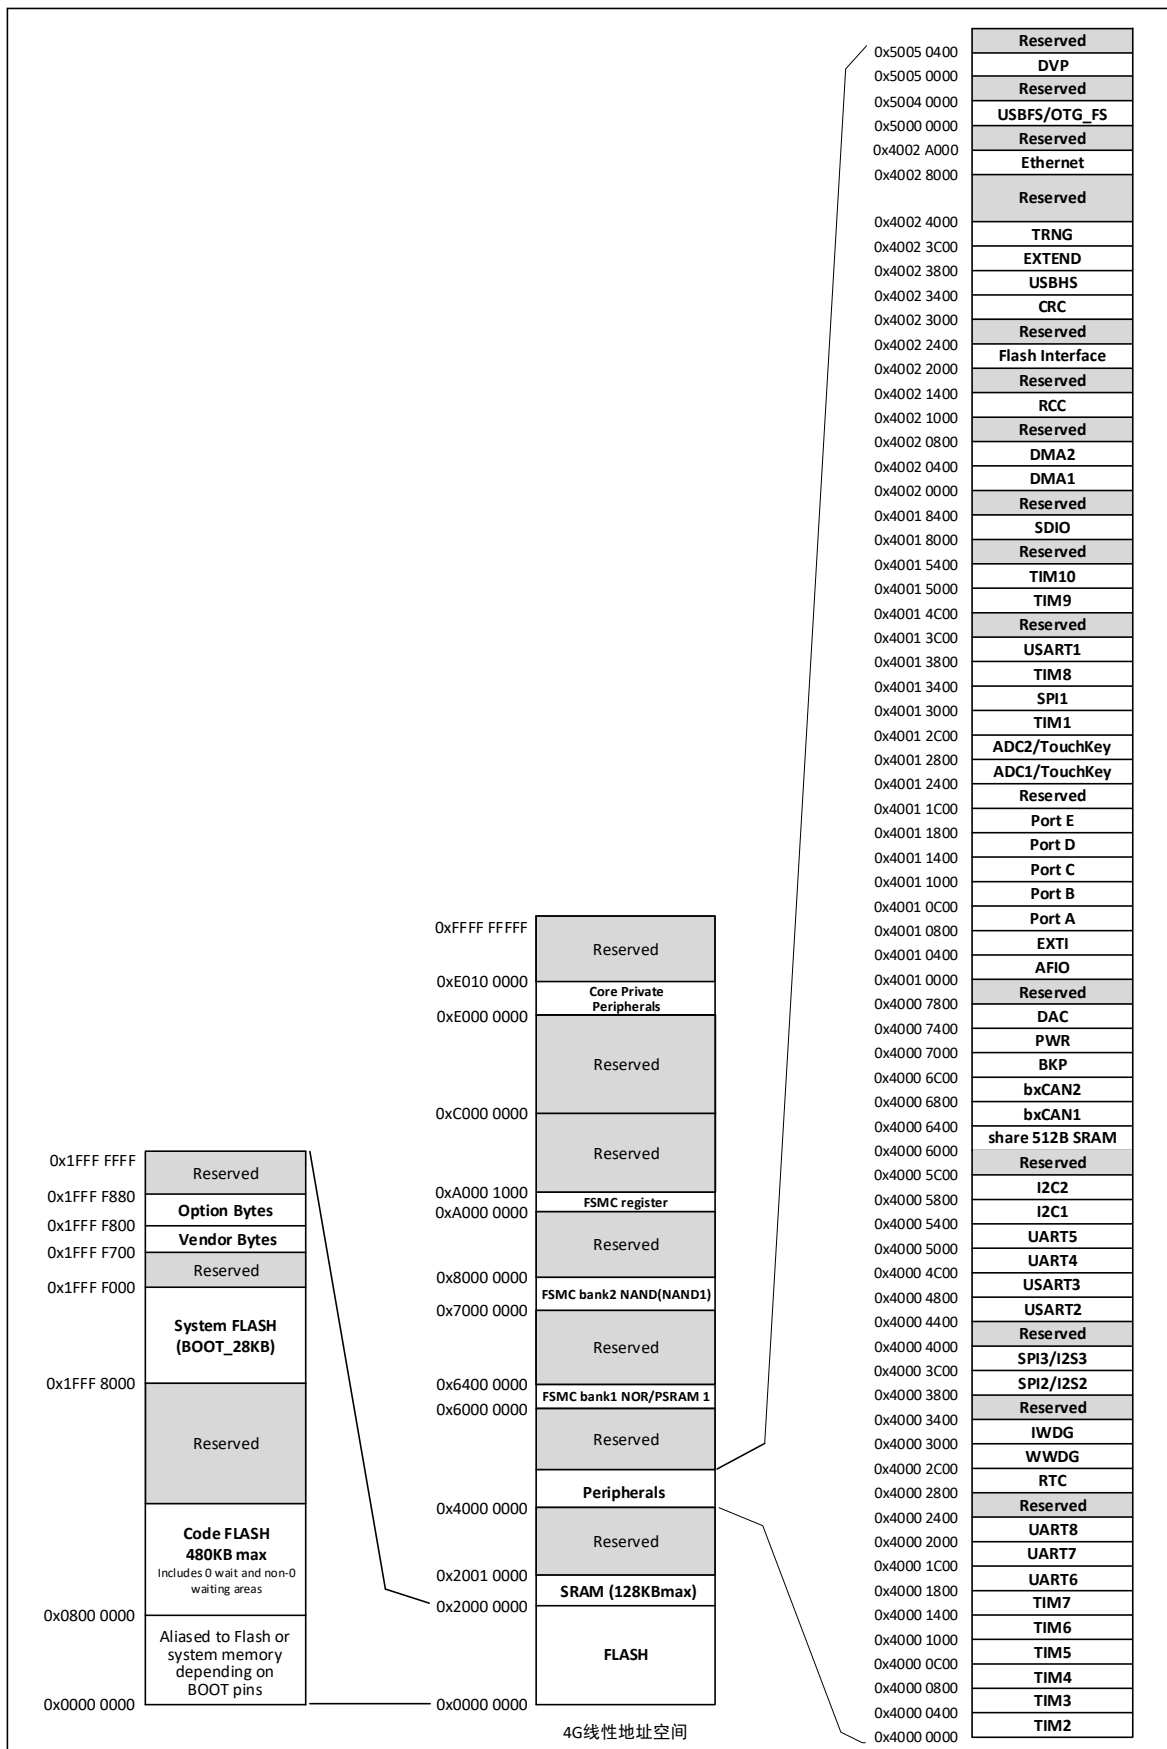 0x1FFF FFFF
Reserved
0x1FFF F880
Option Bytes
0x1FFF F800
Vendor Bytes
0x1FFF F700
Reserved
0x1FFF F000
System FLASH
(BOOT_28KB)
0x1FFF 8000
Reserved
Code FLASH
480KB max
Includes 0 wait and non-0
waiting areas
0x0800 0000
Aliased to Flash or
system memory
depending on
BOOT pins
0x0000 0000
0xFFFF FFFFF
Reserved
0xE010 0000
Core Private
Peripherals
0xE000 0000
Reserved
0xC000 0000
Reserved
0xA000 1000
FSMC register
0xA000 0000
Reserved
0x8000 0000
FSMC bank2 NAND(NAND1)
0x7000 0000
Reserved
0x6400 0000
FSMC bank1 NOR/PSRAM 1
0x6000 0000
Reserved
Peripherals
0x4000 0000
Reserved
0x2001 0000
SRAM (128KBmax)
0x2000 0000
FLASH
0x0000 0000
4G线性地址空间
Reserved
0x5005 0400
DVP
0x5005 0000
Reserved
0x5004 0000
USBFS/OTG_FS
0x5000 0000
Reserved
0x4002 A000
Ethernet
0x4002 8000
Reserved
0x4002 4000
TRNG
0x4002 3C00
EXTEND
0x4002 3800
USBHS
0x4002 3400
CRC
0x4002 3000
Reserved
0x4002 2400
Flash Interface
0x4002 2000
Reserved
0x4002 1400
RCC
0x4002 1000
Reserved
0x4002 0800
DMA2
0x4002 0400
DMA1
0x4002 0000
Reserved
0x4001 8400
SDIO
0x4001 8000
Reserved
0x4001 5400
TIM10
0x4001 5000
TIM9
0x4001 4C00
Reserved
0x4001 3C00
USART1
0x4001 3800
TIM8
0x4001 3400
SPI1
0x4001 3000
TIM1
0x4001 2C00
ADC2/TouchKey
0x4001 2800
ADC1/TouchKey
0x4001 2400
Reserved
0x4001 1C00
Port E
0x4001 1800
Port D
0x4001 1400
Port C
0x4001 1000
Port B
0x4001 0C00
Port A
0x4001 0800
EXTI
0x4001 0400
AFIO
0x4001 0000
Reserved
0x4000 7800
DAC
0x4000 7400
PWR
0x4000 7000
BKP
0x4000 6C00
bxCAN2
0x4000 6800
bxCAN1
0x4000 6400
share 512B SRAM
0x4000 6000
Reserved
0x4000 5C00
I2C2
0x4000 5800
I2C1
0x4000 5400
UART5
0x4000 5000
UART4
0x4000 4C00
USART3
0x4000 4800
USART2
0x4000 4400
Reserved
0x4000 4000
SPI3/I2S3
0x4000 3C00
SPI2/I2S2
0x4000 3800
Reserved
0x4000 3400
IWDG
0x4000 3000
WWDG
0x4000 2C00
RTC
0x4000 2800
Reserved
0x4000 2400
UART8
0x4000 2000
UART7
0x4000 1C00
UART6
0x4000 1800
TIM7
0x4000 1400
TIM6
0x4000 1000
TIM5
0x4000 0C00
TIM4
0x4000 0800
TIM3
0x4000 0400
TIM2
0x4000 0000